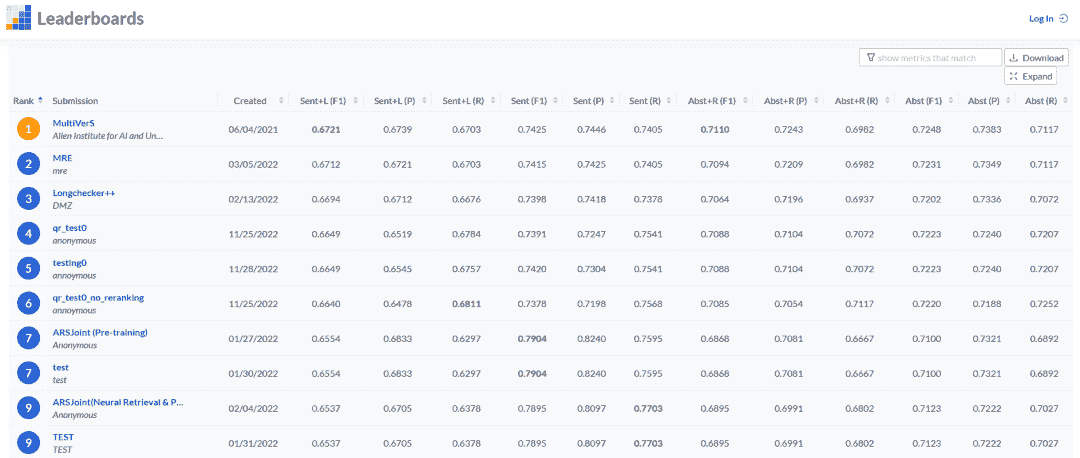 Leaderboards
Log In
show metrics that match
Download
Expand
Rank Submission Created Sent+L (F1) Sent+L (P) Sent+L (R) Sent (F1) Sent (P) Sent (R) Abst+R (F1) Abst+R (P) Abst+R (R) Abst (F1) Abst (P) Abst (R)
1 MultiVerS 06/04/2021 0.6721 0.6739 0.6703 0.7425 0.7446 0.7405 0.7110 0.7243 0.6982 0.7248 0.7383 0.7117
Alien Institute for AI and Un...
2 MRE 03/05/2022 0.6712 0.6721 0.6703 0.7415 0.7425 0.7405 0.7094 0.7209 0.6982 0.7231 0.7349 0.7117
mre
3 Longchecker++ 02/13/2022 0.6694 0.6712 0.6676 0.7398 0.7418 0.7378 0.7064 0.7196 0.6937 0.7202 0.7336 0.7072
DMZ
4 qr_test0 11/25/2022 0.6649 0.6519 0.6784 0.7391 0.7247 0.7541 0.7088 0.7104 0.7072 0.7223 0.7240 0.7207
anonymous
5 testing0 11/28/2022 0.6649 0.6545 0.6757 0.7420 0.7304 0.7541 0.7088 0.7104 0.7072 0.7223 0.7240 0.7207
annoymous
6 qr_test0_no_reranking 11/25/2022 0.6640 0.6478 0.6811 0.7378 0.7198 0.7568 0.7085 0.7054 0.7117 0.7220 0.7188 0.7252
annoymous
7 ARSJoint (Pre-training) 01/27/2022 0.6554 0.6833 0.6297 0.7904 0.8240 0.7595 0.6868 0.7081 0.6667 0.7100 0.7321 0.6892
Anonymous
7 test 01/30/2022 0.6554 0.6833 0.6297 0.7904 0.8240 0.7595 0.6868 0.7081 0.6667 0.7100 0.7321 0.6892
test
9 ARSJoint(Neural Retrieval & P... 02/04/2022 0.6537 0.6705 0.6378 0.7895 0.8097 0.7703 0.6895 0.6991 0.6802 0.7123 0.7222 0.7027
Anonymous
9 TEST 01/31/2022 0.6537 0.6705 0.6378 0.7895 0.8097 0.7703 0.6895 0.6991 0.6802 0.7123 0.7222 0.7027
TEST